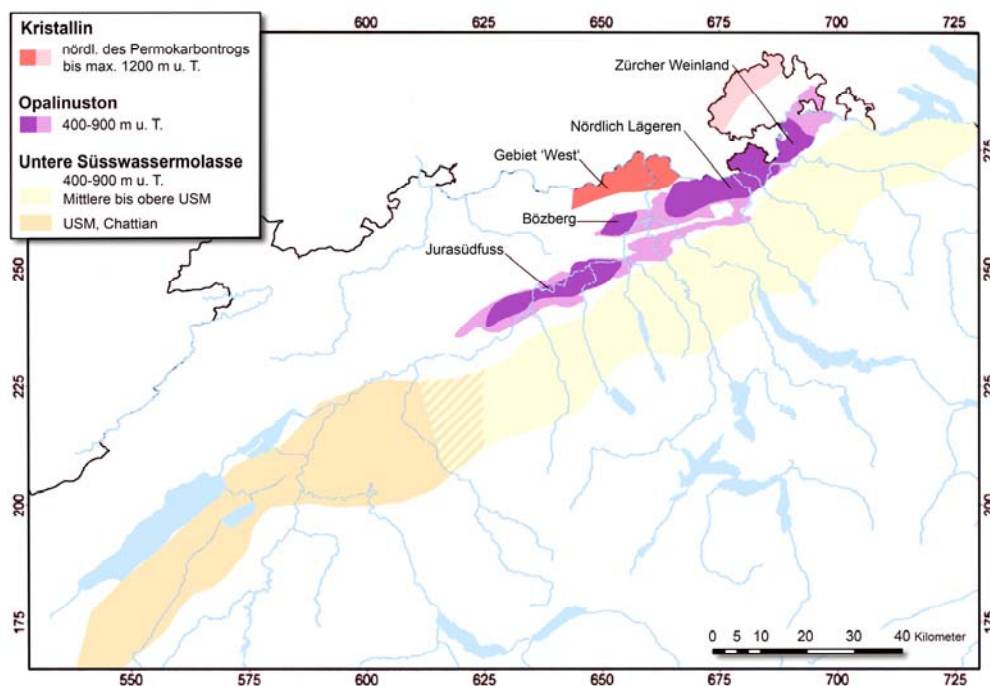 600 625 650 675 700 725
Kristallin
nördl. des Permokarbontrogs
bis max. 1200 m u. T.
Opalinuston
400-900 m u. T.
Untere Süsswassermolasse
400-900 m u. T.
Mittlere bis obere USM
USM, Chattian
Zürcher Weinland
Nördlich Lägeren
Gebiet 'West'
Bözberg
Jurasüdfuss
275
250 250
225 225
200 200
175 175
0 5 10 20 30 40 Kilometer
550 575 600 625 650 675 700 725